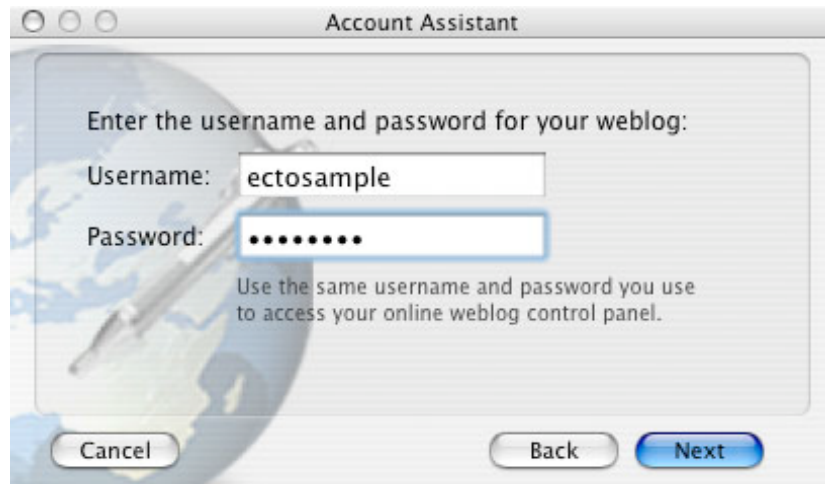 Account Assistant
Enter the username and password for your weblog:
Username: ectosample
Password: ••••••••
Use the same username and password you use
to access your online weblog control panel.
Cancel Back Next